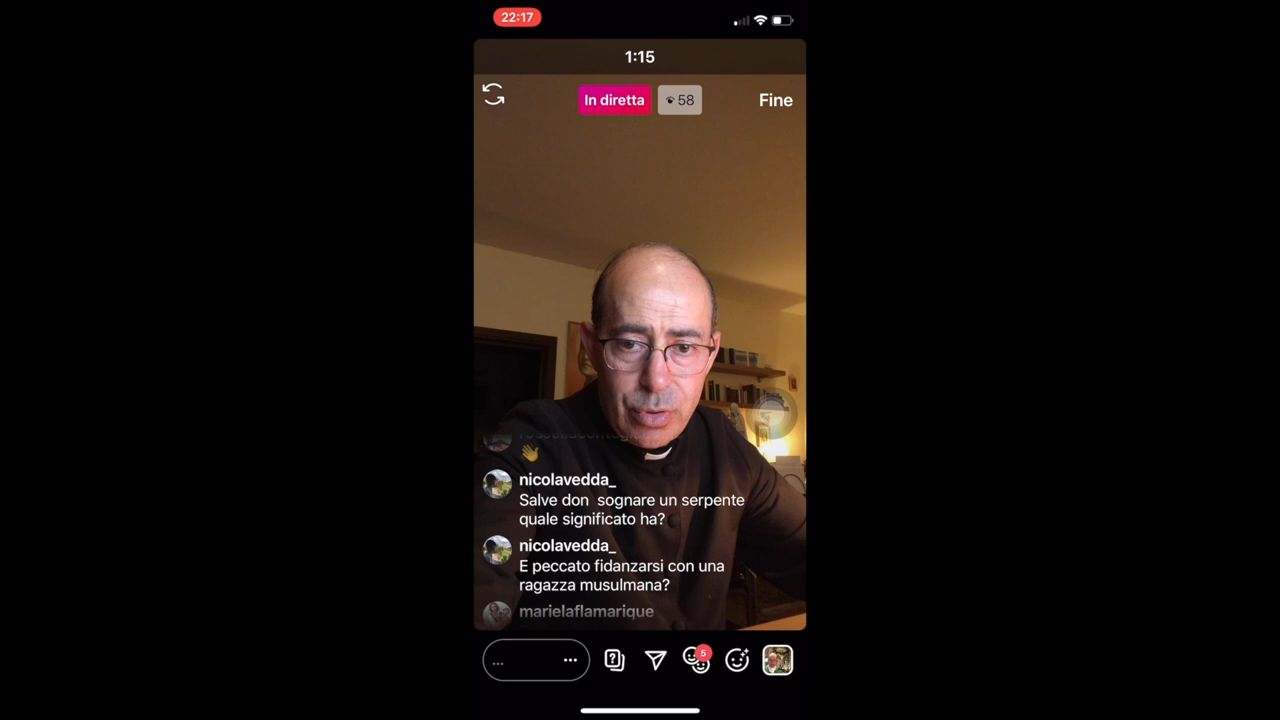 22:17
1:15
In diretta
58
Fine
nicolavedda_
Salve don sognare un serpente
quale significato ha?
nicolavedda_
E peccato fidanzarsi con una
ragazza musulmana?
marielaflamarique
...
5